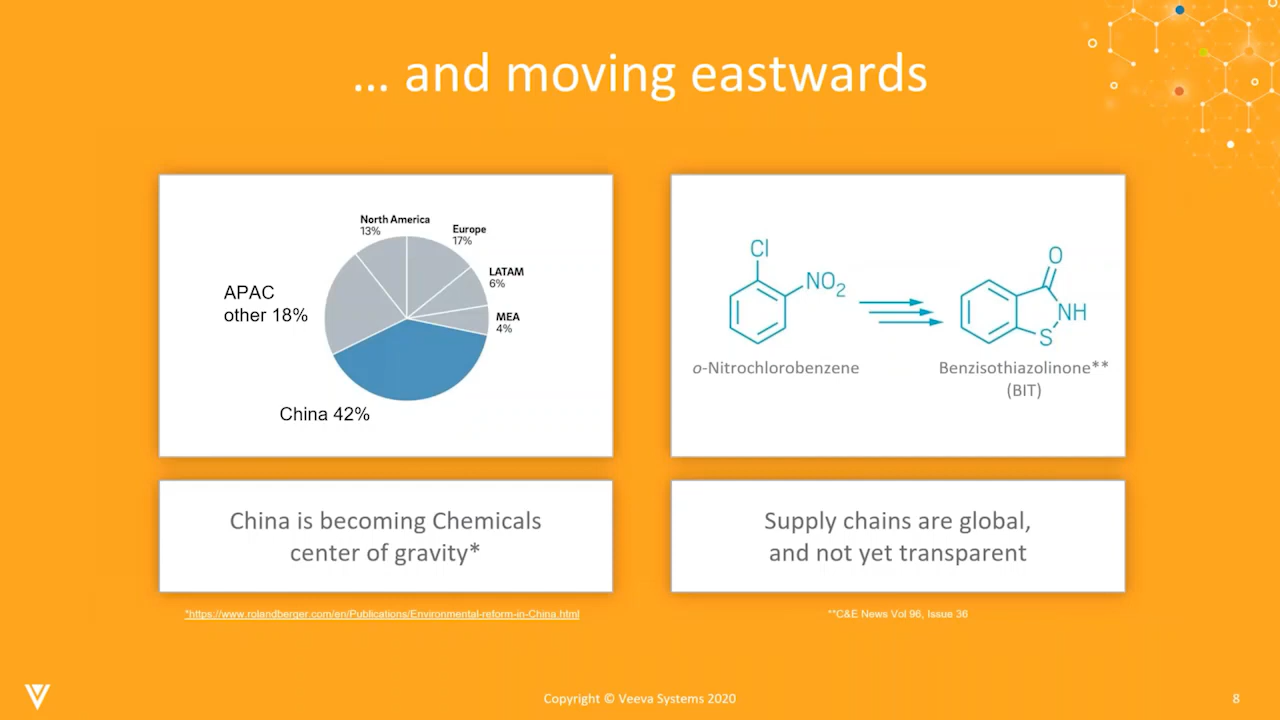 … and moving eastwards
North America
13%
Europe
17%
LATAM
6%
MEA
4%
APAC
other 18%
China 42%
Cl
NO2
O
NH
S
o-Nitrochlorobenzene
Benzisothiazolinone**
(BIT)
China is becoming Chemicals
center of gravity*
Supply chains are global,
and not yet transparent
*https://www.rolandberger.com/en/Publications/Environmental-reform-in-China.html
**C&E News Vol 96, Issue 36
Copyright © Veeva Systems 2020
8